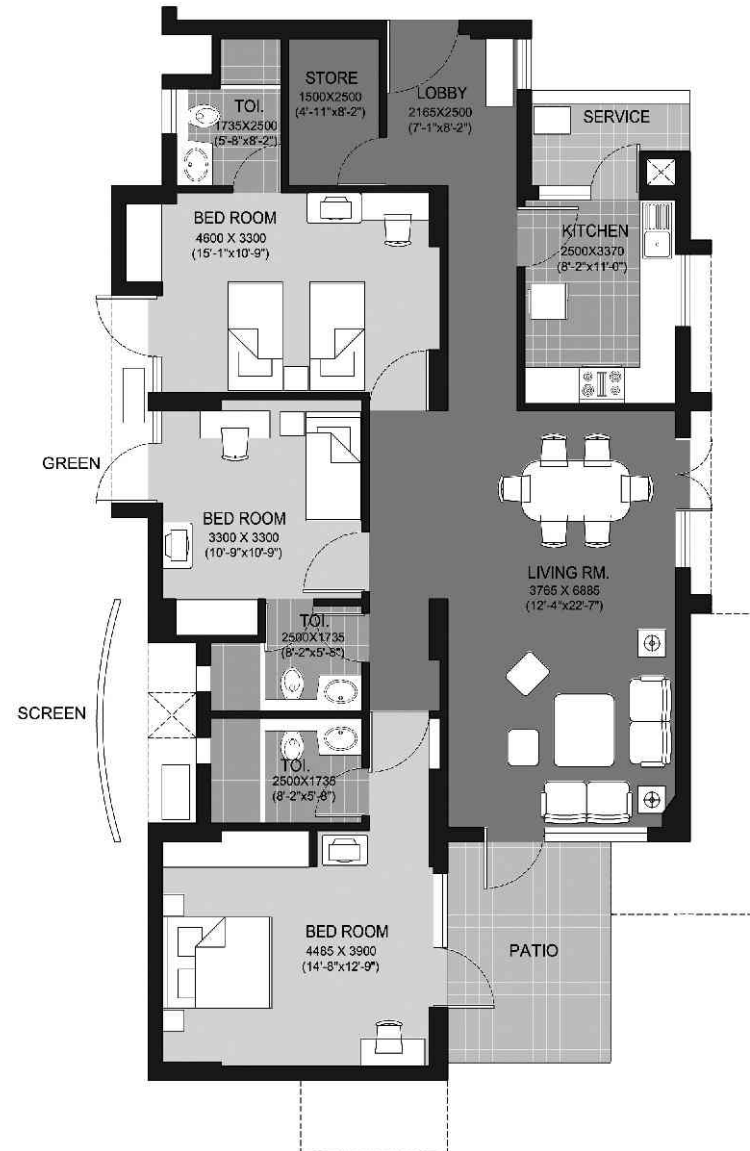 STORE
1500X2500
(4'-11"x8'-2")
LOBBY
2165X2500
(7'-1"x8'-2")
TOI.
1735X2500
(5'-8"x8'-2")
SERVICE
BED ROOM
4600 X 3300
(15'-1"x10'-9")
KITCHEN
2500X3370
(8'-2"x11'-0")
GREEN
BED ROOM
3300 X 3300
(10'-9"x10'-9")
LIVING RM.
3765 X 6885
(12'-4"x22'-7")
TOI.
2500X1735
(8'-2"x5'-8")
SCREEN
TOI.
2500X1735
(8'-2"x5'-8")
BED ROOM
4465 X 3900
(14'-8"x12'-9")
PATIO